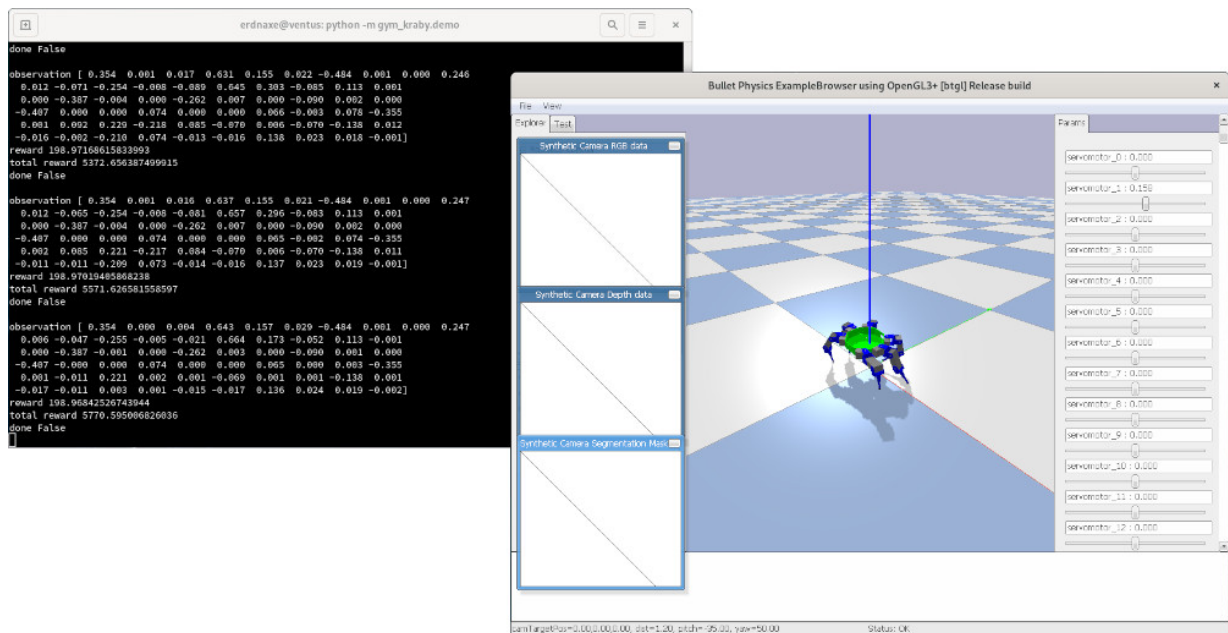 erdnaxe@ventus: python -m gym_kraby.demo
done False
observation [ 0.354 0.001 0.017 0.631 0.155 0.022 -0.484 0.001 0.000 0.246
0.012 -0.071 -0.254 -0.008 -0.089 0.645 0.303 -0.085 0.113 0.001
0.000 -0.387 -0.004 0.000 -0.262 0.007 0.000 -0.090 0.002 0.000
-0.407 0.000 0.000 0.074 0.000 0.000 0.066 -0.003 0.078 -0.355
0.001 0.092 0.229 -0.218 0.085 -0.070 0.006 -0.070 -0.138 0.012
-0.016 -0.002 -0.210 0.074 -0.013 -0.016 0.138 0.023 0.018 -0.001]
reward 198.97168615833993
total reward 5372.656387499915
done False
observation [ 0.354 0.001 0.016 0.637 0.155 0.021 -0.484 0.001 0.000 0.247
0.012 -0.065 -0.254 -0.008 -0.081 0.657 0.296 -0.083 0.113 0.001
0.000 -0.387 -0.004 0.000 -0.262 0.007 0.000 -0.090 0.002 0.000
-0.407 0.000 0.000 0.074 0.000 0.000 0.065 -0.002 0.074 -0.355
0.002 0.085 0.221 -0.217 0.084 -0.070 0.006 -0.070 -0.138 0.011
-0.011 -0.011 -0.209 0.073 -0.014 -0.016 0.137 0.023 0.019 -0.001]
reward 198.97019405868238
total reward 5571.626581558597
done False
observation [ 0.354 0.000 0.004 0.643 0.157 0.029 -0.484 0.001 0.000 0.247
0.006 -0.047 -0.255 -0.005 -0.021 0.664 0.173 -0.052 0.113 -0.001
0.000 -0.387 -0.001 0.000 -0.262 0.003 0.000 -0.090 0.001 0.000
-0.407 -0.000 0.000 0.074 0.000 0.000 0.065 0.000 0.003 -0.355
0.001 -0.011 0.221 0.002 0.001 -0.069 0.001 0.001 -0.138 0.001
-0.017 -0.011 0.003 0.001 -0.015 -0.017 0.136 0.024 0.019 -0.002]
reward 198.96842526743944
total reward 5770.595006826036
done False
Bullet Physics ExampleBrowser using OpenGL3+ [btgl] Release build
File View
Explorer Test
Synthetic Camera RGB data
Synthetic Camera Depth data
Synthetic Camera Segmentation Mask
Params
servomotor_0 : 0.000
servomotor_1 : 0.158
servomotor_2 : 0.000
servomotor_3 : 0.000
servomotor_4 : 0.000
servomotor_5 : 0.000
servomotor_6 : 0.000
servomotor_7 : 0.000
servomotor_8 : 0.000
servomotor_9 : 0.000
servomotor_10 : 0.000
servomotor_11 : 0.000
servomotor_12 : 0.000
camTargetPos=0.00,0.00,0.00, dist=1.20, pitch=-35.00, yaw=50.00
Status: OK